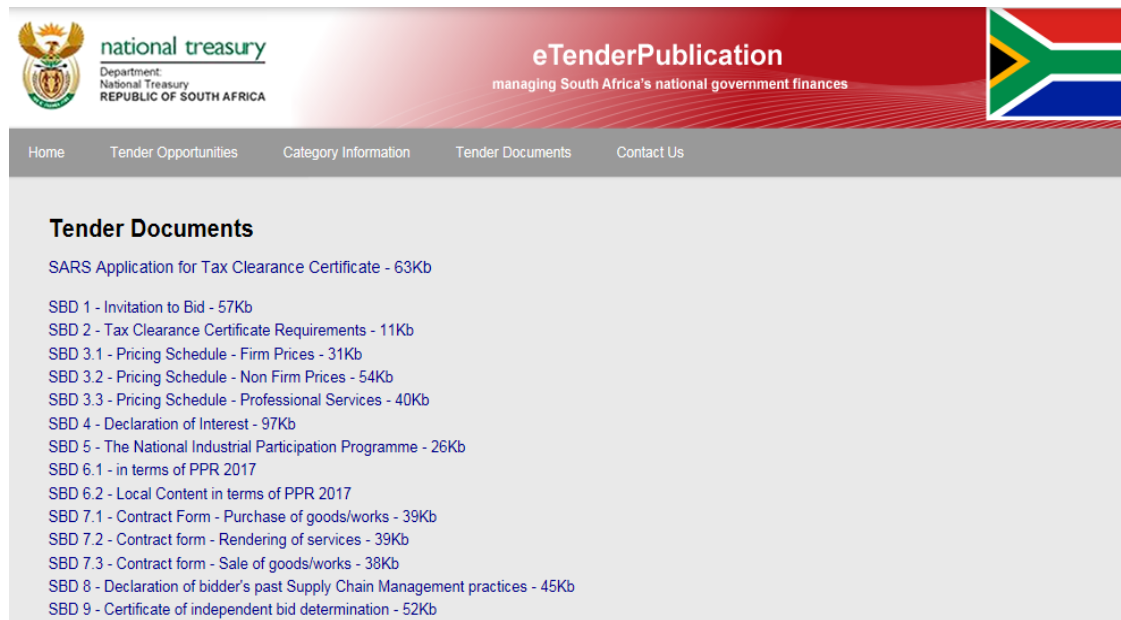 national treasury
Department:
National Treasury
REPUBLIC OF SOUTH AFRICA
eTenderPublication
managing South Africa's national government finances
Home Tender Opportunities Category Information Tender Documents Contact Us
Tender Documents
SARS Application for Tax Clearance Certificate - 63Kb
SBD 1 - Invitation to Bid - 57Kb
SBD 2 - Tax Clearance Certificate Requirements - 11Kb
SBD 3.1 - Pricing Schedule - Firm Prices - 31Kb
SBD 3.2 - Pricing Schedule - Non Firm Prices - 54Kb
SBD 3.3 - Pricing Schedule - Professional Services - 40Kb
SBD 4 - Declaration of Interest - 97Kb
SBD 5 - The National Industrial Participation Programme - 26Kb
SBD 6.1 - in terms of PPR 2017
SBD 6.2 - Local Content in terms of PPR 2017
SBD 7.1 - Contract Form - Purchase of goods/works - 39Kb
SBD 7.2 - Contract form - Rendering of services - 39Kb
SBD 7.3 - Contract form - Sale of goods/works - 38Kb
SBD 8 - Declaration of bidder's past Supply Chain Management practices - 45Kb
SBD 9 - Certificate of independent bid determination - 52Kb